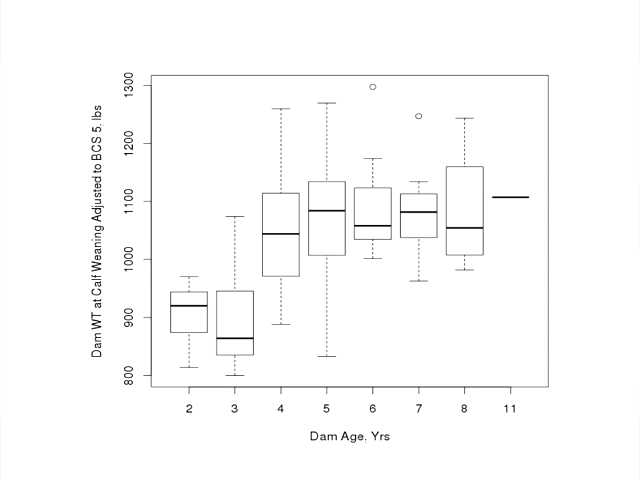 Dam WT at Calf Weaning Adjusted to BCS 5, lbs
1300
1200
1100
1000
900
800
2 3 4 5 6 7 8 11
Dam Age, Yrs